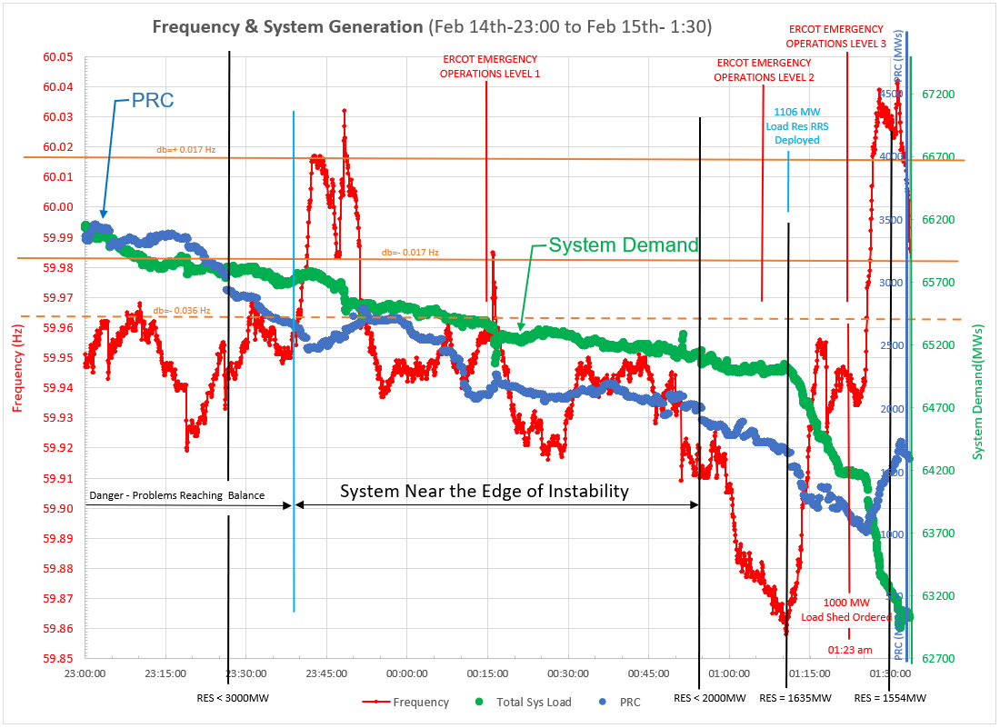 Frequency & System Generation (Feb 14th-23:00 to Feb 15th- 1:30)
ERCOT EMERGENCY
OPERATIONS LEVEL 3
ERCOT EMERGENCY
OPERATIONS LEVEL 1
ERCOT EMERGENCY
OPERATIONS LEVEL 2
PRC
1106 MW
Load Res RRS
Deployed
db=+ 0.017 Hz
System Demand
db=- 0.017 Hz
db=- 0.036 Hz
System Near the Edge of Instability
Danger - Problems Reaching Balance
1000 MW
Load Shed Ordered
01:23 am
Frequency (Hz)
60.05
60.04
60.03
60.02
60.01
60.00
59.99
59.98
59.97
59.96
59.95
59.94
59.93
59.92
59.91
59.90
59.89
59.88
59.87
59.86
59.85
PRC (MWs)
4500
4000
3500
3000
2500
2000
1500
1000
PRC (M
System Demand(MWs)
67200
66700
66200
65700
65200
64700
64200
63700
63200
62700
23:00:00
23:15:00
23:30:00
23:45:00
00:00:00
00:15:00
00:30:00
00:45:00
01:00:00
01:15:00
01:30:00
RES < 3000MW
Frequency
Total Sys Load
PRC
RES < 2000MW
RES = 1635MW
RES = 1554MW